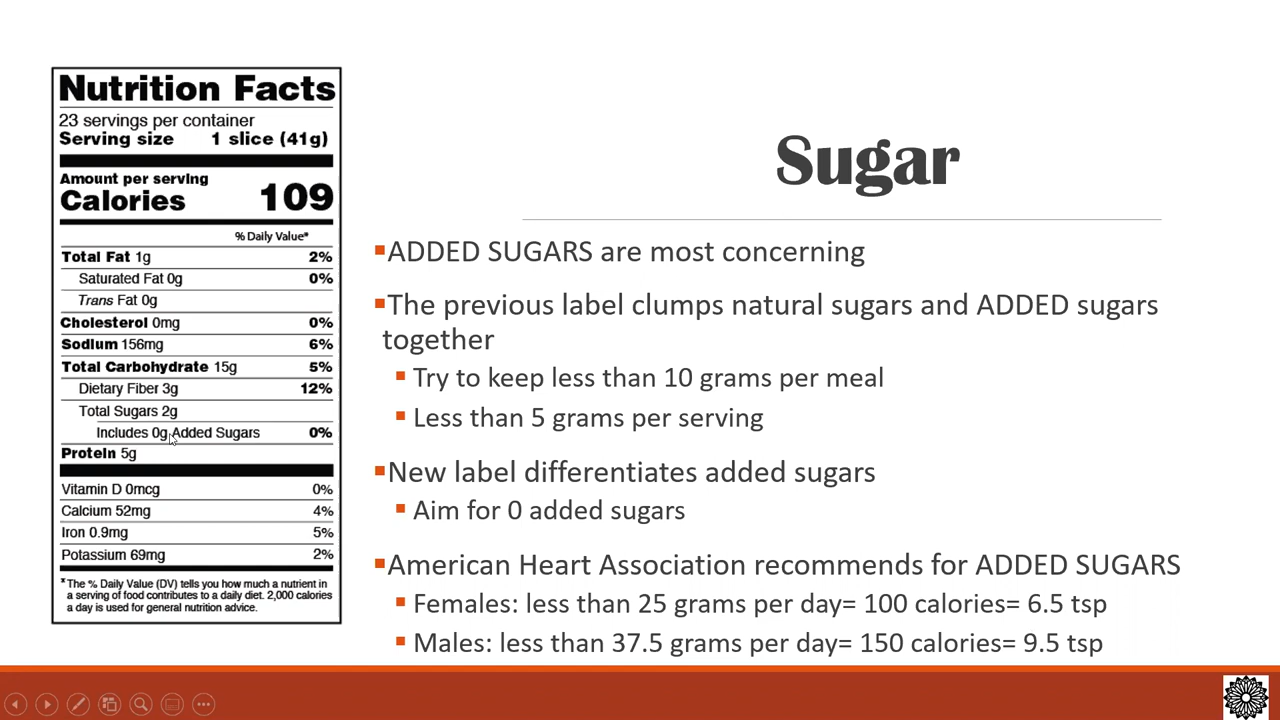 Nutrition Facts
23 servings per container
Serving size 1 slice (41g)
Amount per serving
Calories 109
% Daily Value*
Total Fat 1g 2%
Saturated Fat 0g 0%
Trans Fat 0g
Cholesterol 0mg 0%
Sodium 156mg 6%
Total Carbohydrate 15g 5%
Dietary Fiber 3g 12%
Total Sugars 2g
Includes 0g Added Sugars 0%
Protein 5g
Vitamin D 0mcg 0%
Calcium 52mg 4%
Iron 0.9mg 5%
Potassium 69mg 2%
*The % Daily Value (DV) tells you how much a nutrient in
a serving of food contributes to a daily diet. 2,000 calories
a day is used for general nutrition advice.
Sugar
▪ADDED SUGARS are most concerning
▪The previous label clumps natural sugars and ADDED sugars
together
▪Try to keep less than 10 grams per meal
▪Less than 5 grams per serving
▪New label differentiates added sugars
▪Aim for 0 added sugars
▪American Heart Association recommends for ADDED SUGARS
▪Females: less than 25 grams per day= 100 calories= 6.5 tsp
▪Males: less than 37.5 grams per day= 150 calories= 9.5 tsp